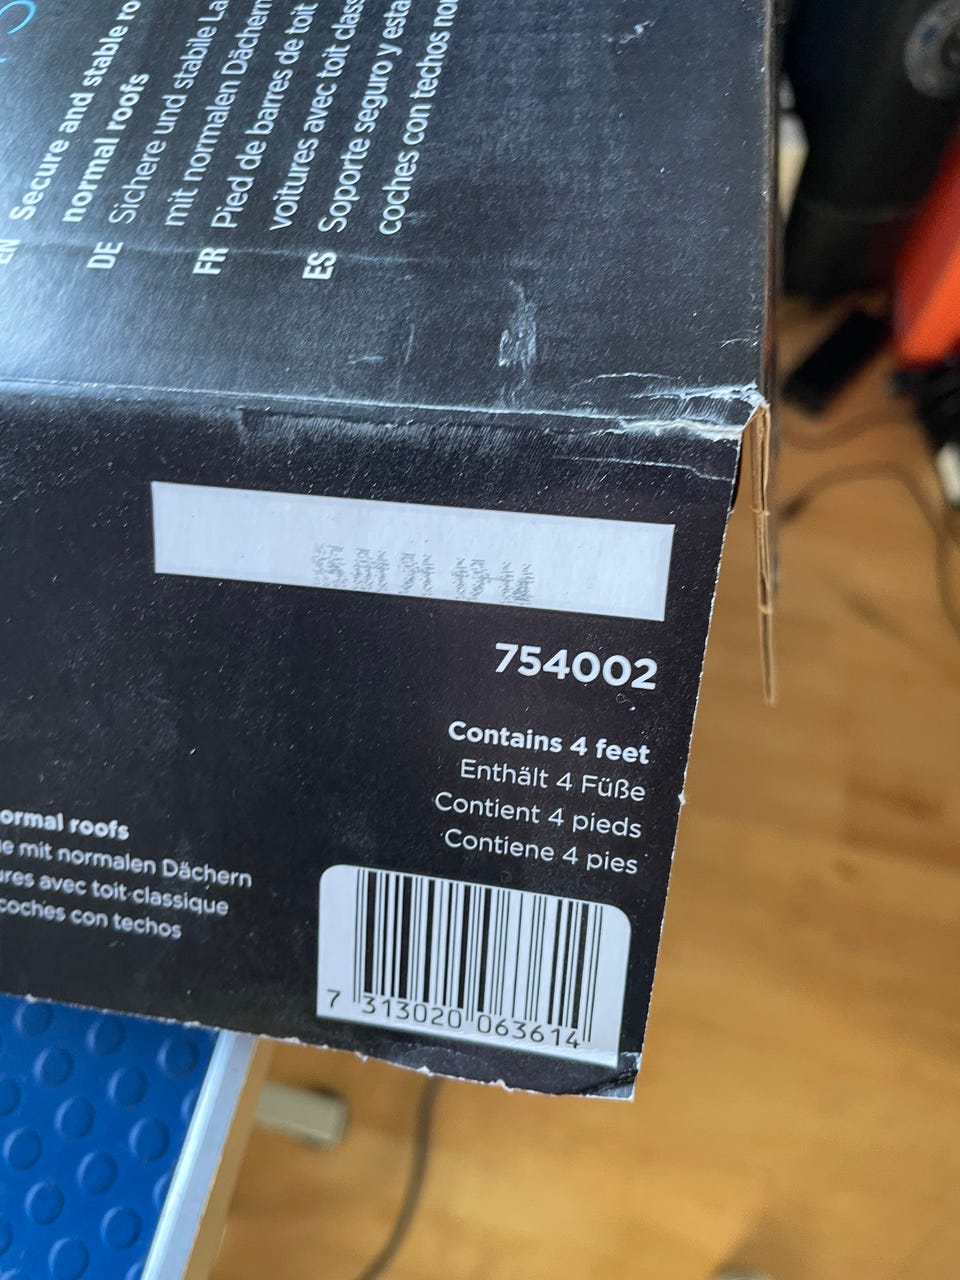 EN Secure and stable ro
normal roofs
DE Sichere und stabile La
mit normalen Dächern
FR Pied de barres de toit
voitures avec toit clas
ES Soporte seguro y esta
coches con techos no
754002
Contains 4 feet
Enthält 4 Füße
Contient 4 pieds
Contiene 4 pies
ormal roofs
e mit normalen Dächern
ures avec toit classique
coches con techos
7 313020 063614